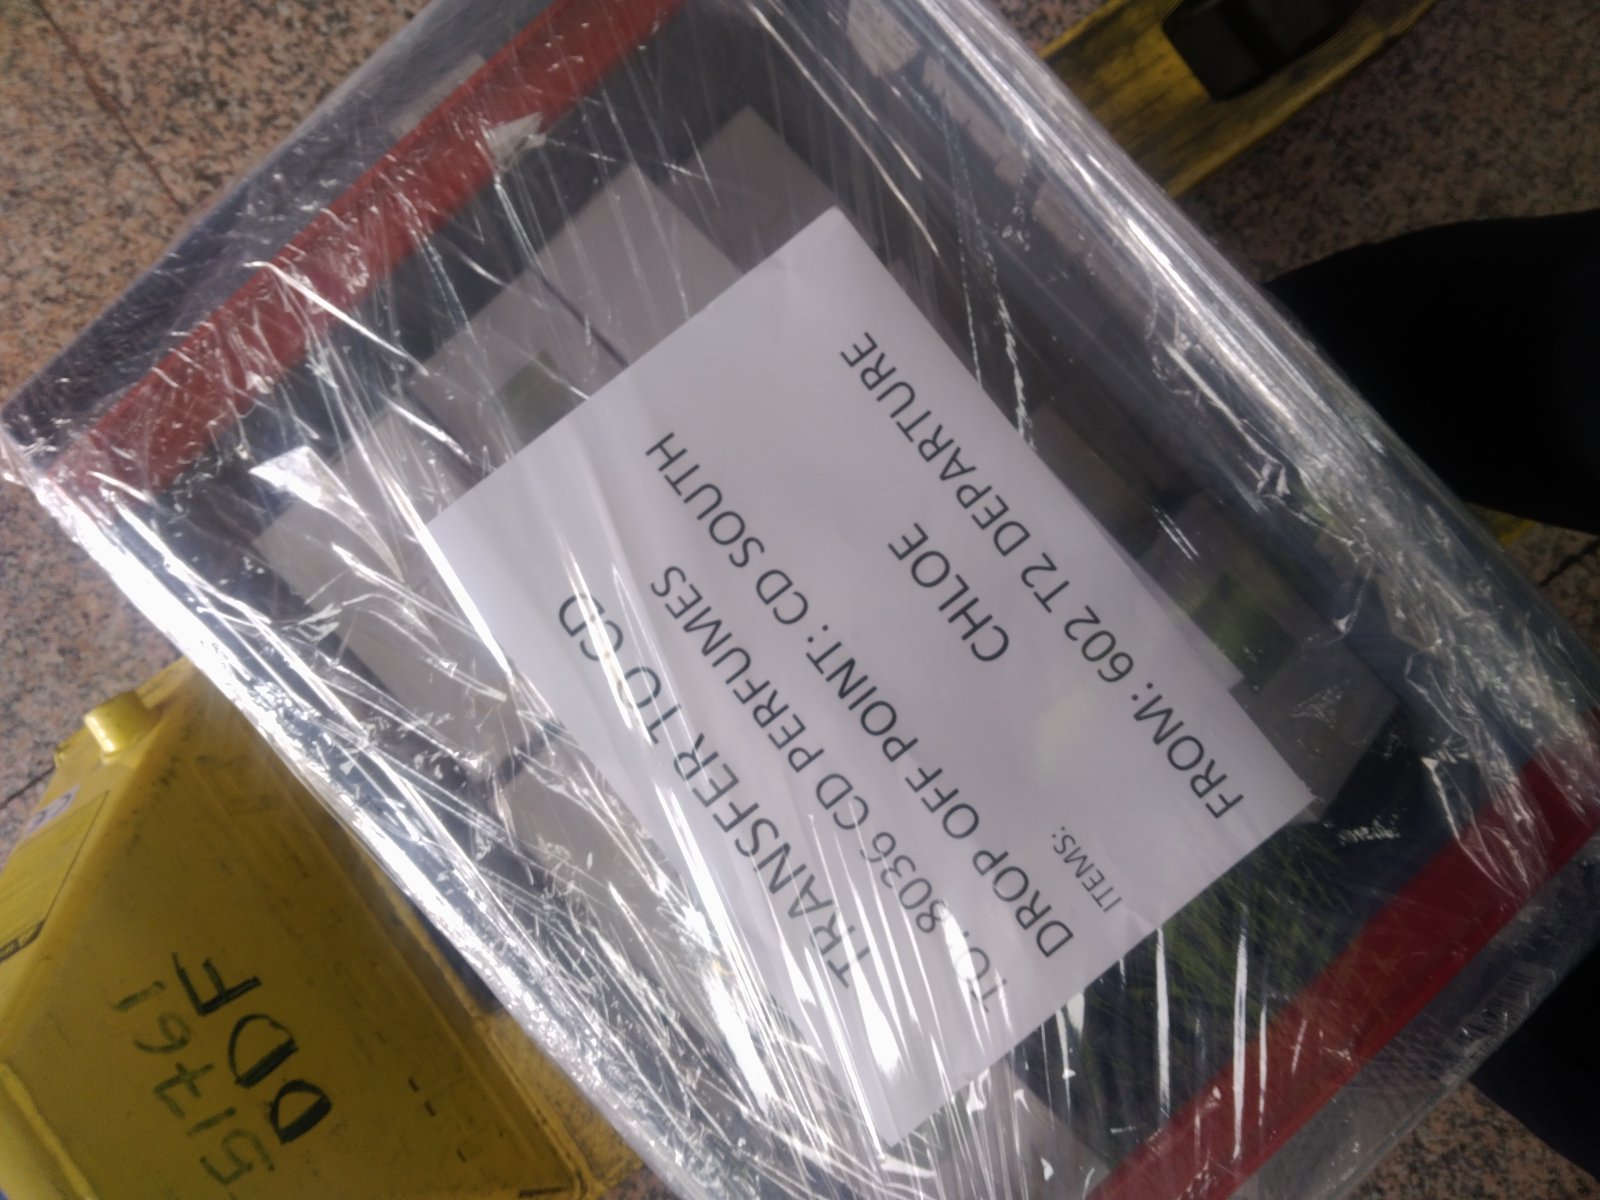 TRANSFER TO CD
TO: 8036 CD PERFUMES
DROP OFF POINT: CD SOUTH
ITEMS:
CHLOE
FROM: 602 T2 DEPARTURE
DDF
51761